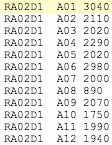 RA02D1 A01 3040
RA02D1 A02 2110
RA02D1 A03 2020
RA02D1 A04 2290
RA02D1 A05 2020
RA02D1 A06 2980
RA02D1 A07 2000
RA02D1 A08 890
RA02D1 A09 2070
RA02D1 A10 1750
RA02D1 A11 1990
RA02D1 A12 1940